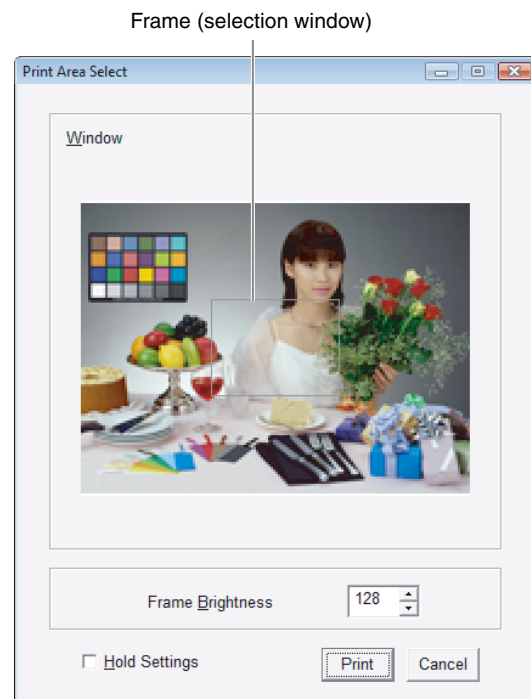 Frame (selection window)
Print Area Select
Window
Frame Brightness
128
Hold Settings
Print
Cancel